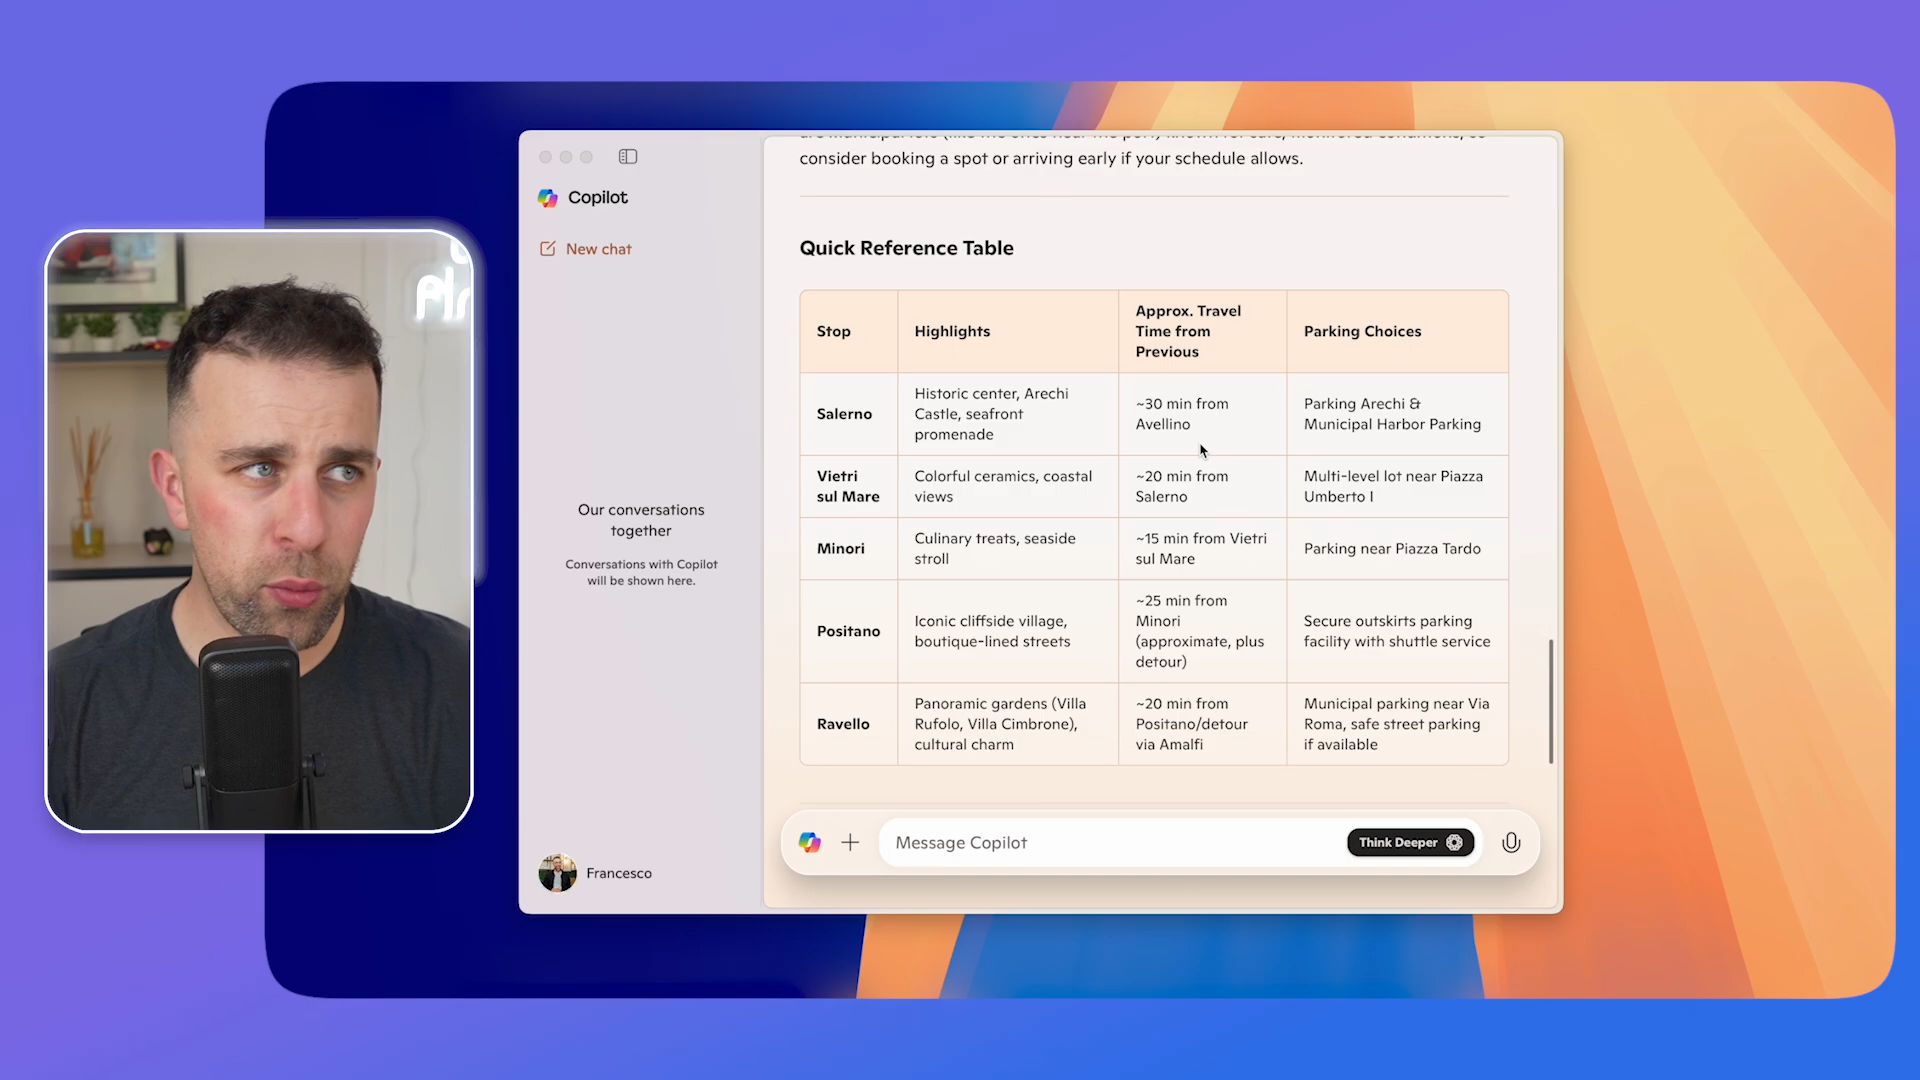 consider booking a spot or arriving early if your schedule allows.
Copilot
New chat
Quick Reference Table
Stop
Highlights
Approx. Travel
Time from
Previous
Parking Choices
Salerno
Historic center, Arechi
Castle, seafront
promenade
~30 min from
Avellino
Parking Arechi &
Municipal Harbor Parking
Vietri
sul Mare
Colorful ceramics, coastal
views
~20 min from
Salerno
Multi-level lot near Piazza
Umberto I
Minori
Culinary treats, seaside
stroll
~15 min from Vietri
sul Mare
Parking near Piazza Tardo
Positano
Iconic cliffside village,
boutique-lined streets
~25 min from
Minori
(approximate, plus
detour)
Secure outskirts parking
facility with shuttle service
Ravello
Panoramic gardens (Villa
Rufolo, Villa Cimbrone),
cultural charm
~20 min from
Positano/detour
via Amalfi
Municipal parking near Via
Roma, safe street parking
if available
Our conversations
together
Conversations with Copilot
will be shown here.
Message Copilot
Think Deeper
Francesco